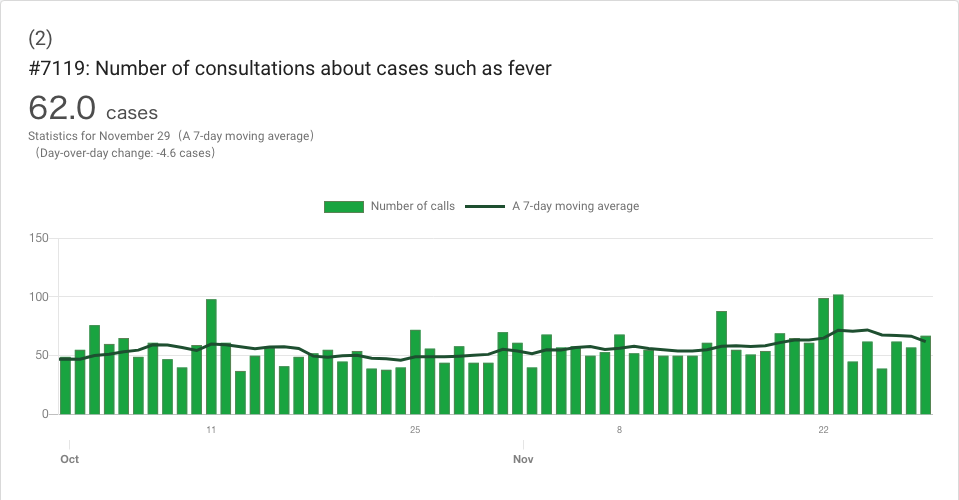 (2)
#7119: Number of consultations about cases such as fever
62.0 cases
Statistics for November 29（A 7-day moving average）
（Day-over-day change: -4.6 cases）
Number of calls A 7-day moving average
150
100
50
0
11 25 8 22
Oct Nov